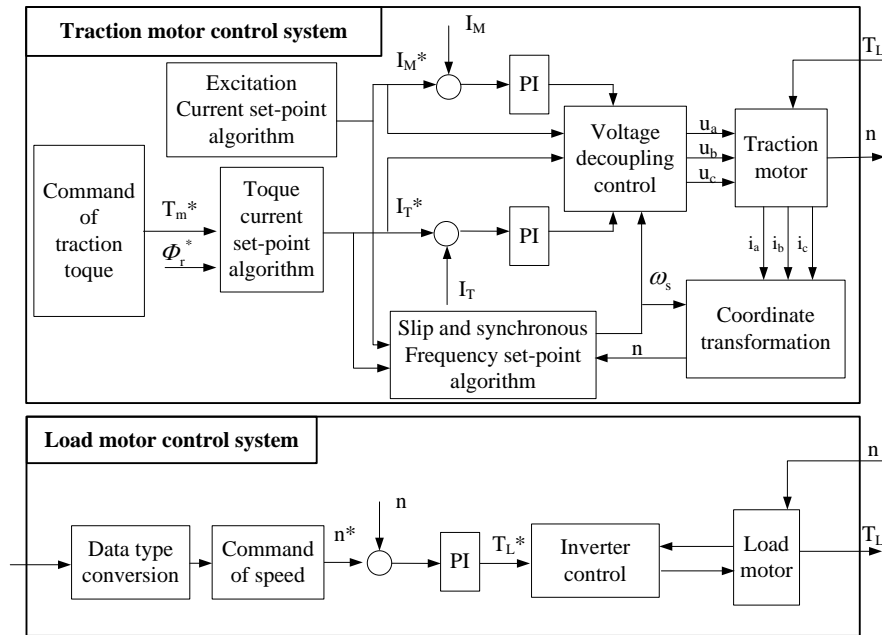 Traction motor control system
I_M
T_L
I_M*
PI
Excitation
Current set-point
algorithm
Voltage
decoupling
control
u_a
u_b
u_c
Traction
motor
n
Command
of
traction
toque
T_m*
Φ_r*
Toque
current
set-point
algorithm
I_T*
PI
I_T
i_a
i_b
i_c
ω_s
Slip and synchronous
Frequency set-point
algorithm
n
Coordinate
transformation
Load motor control system
n
n
Data type
conversion
Command
of speed
n*
PI
T_L*
Inverter
control
Load
motor
T_L